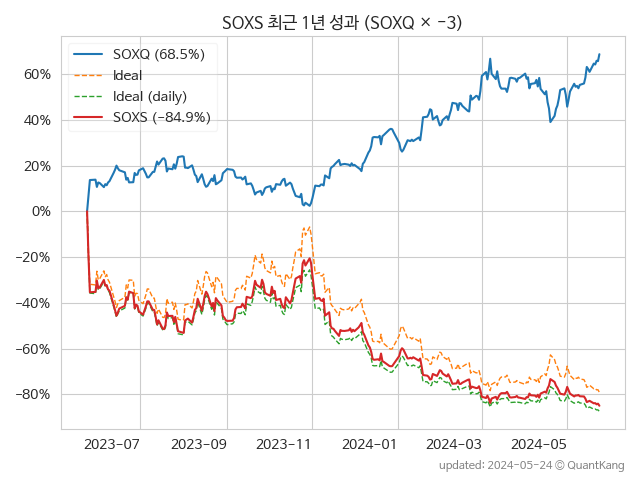 SOXS 최근 1년 성과 (SOXQ × −3)
SOXQ (68.5%)
Ideal
Ideal (daily)
SOXS (−84.9%)
60%
40%
20%
0%
−20%
−40%
−60%
−80%
2023-07
2023-09
2023-11
2024-01
2024-03
2024-05
updated: 2024-05-24 © QuantKang